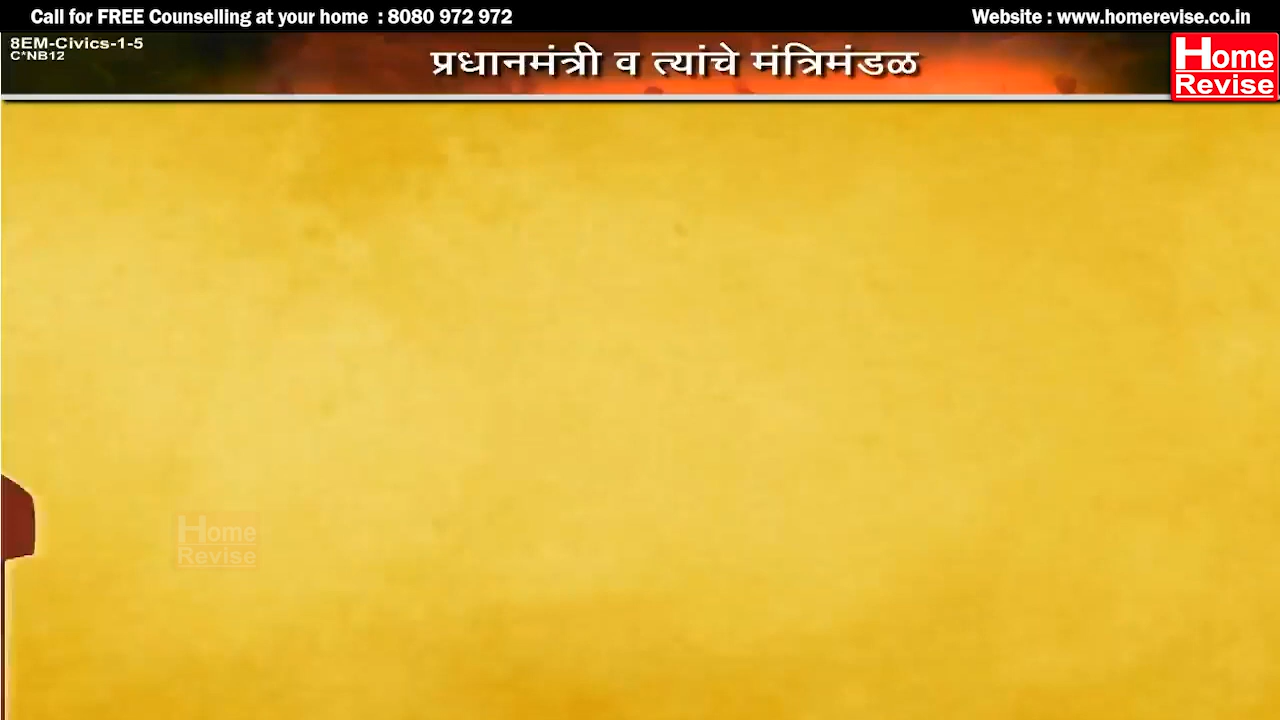 Call for FREE Counselling at your home : 8080 972 972
Website : www.homerevise.co.in
8EM-Civics-1-5
C*NB12
प्रधानमंत्री व त्यांचे मंत्रिमंडळ
Home
Revise
Home
Revise